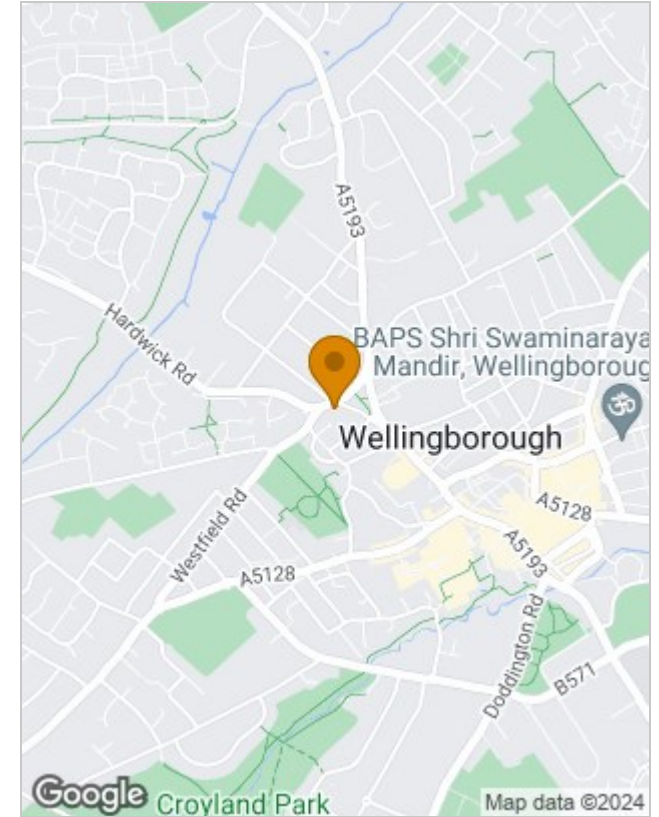 A5193
Hardwick Rd
BAPS Shri Swaminaraya
Mandir, Wellingboroug
Wellingborough
Westfield Rd
A5128
A5128
A5193
Doddington Rd
B571
Google
Croyland Park
Map data ©2024